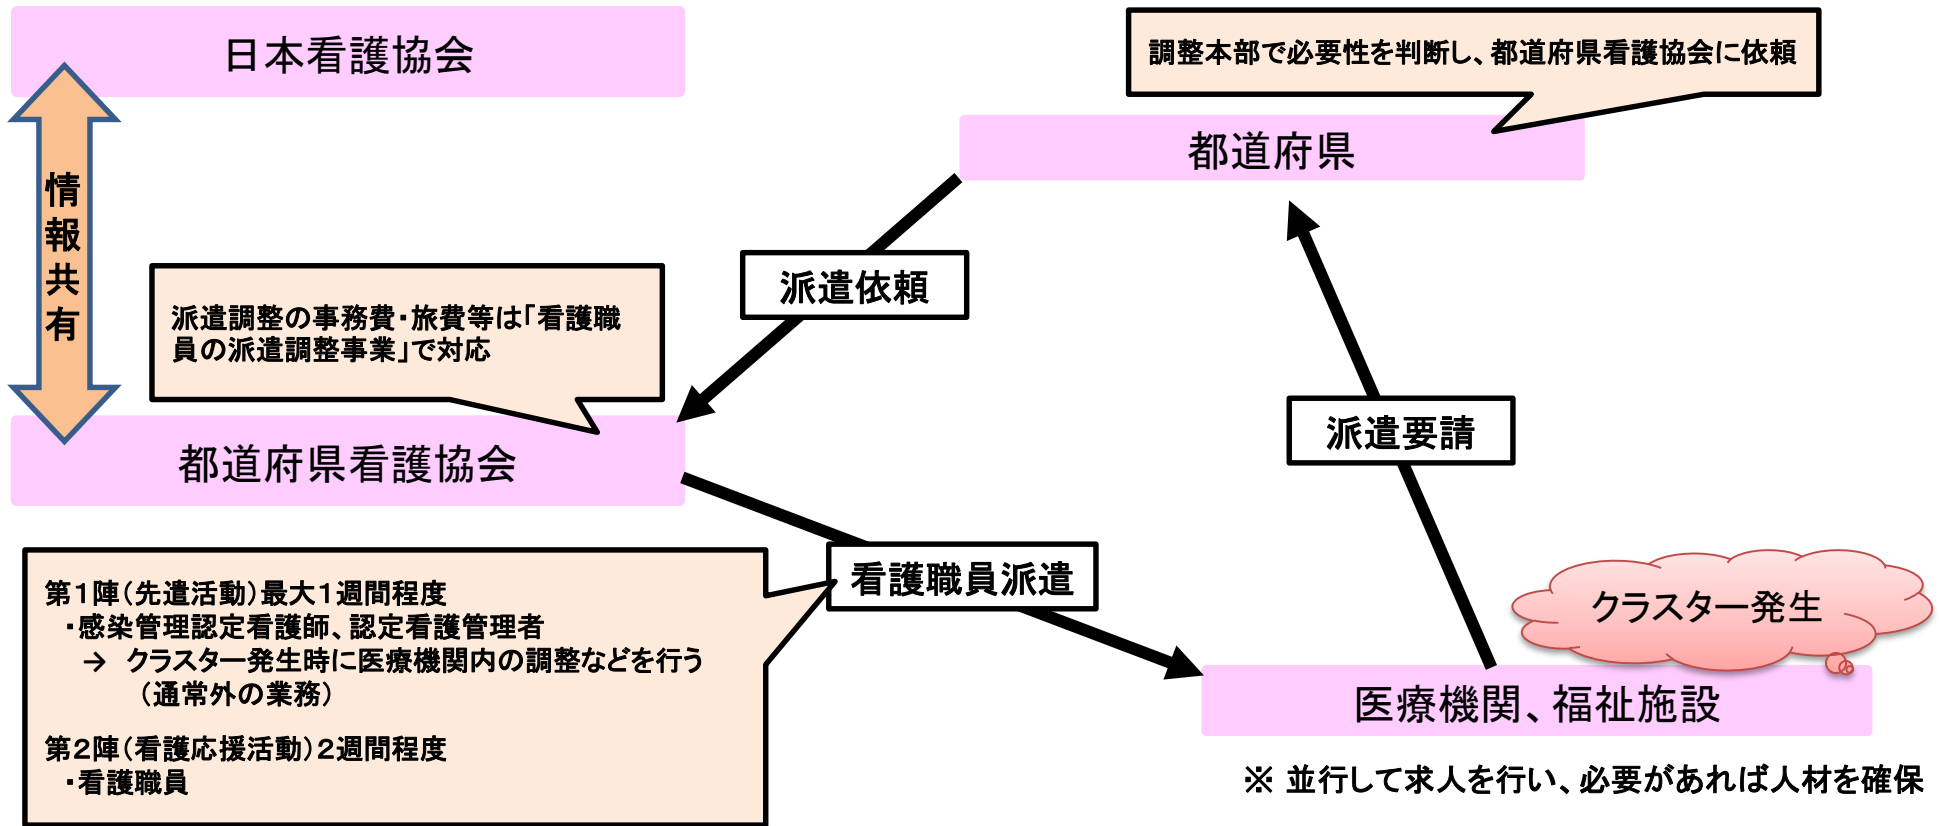 日本看護協会
調整本部で必要性を判断し、都道府県看護協会に依頼
都道府県
情報共有
派遣依頼
派遣調整の事務費・旅費等は「看護職
員の派遣調整事業」で対応
派遣要請
都道府県看護協会
看護職員派遣
第１陣（先遣活動）最大１週間程度
・感染管理認定看護師、認定看護管理者
→ クラスター発生時に医療機関内の調整などを行う
（通常外の業務）
第２陣（看護応援活動）２週間程度
・看護職員
クラスター発生
医療機関、福祉施設
※ 並行して求人を行い、必要があれば人材を確保